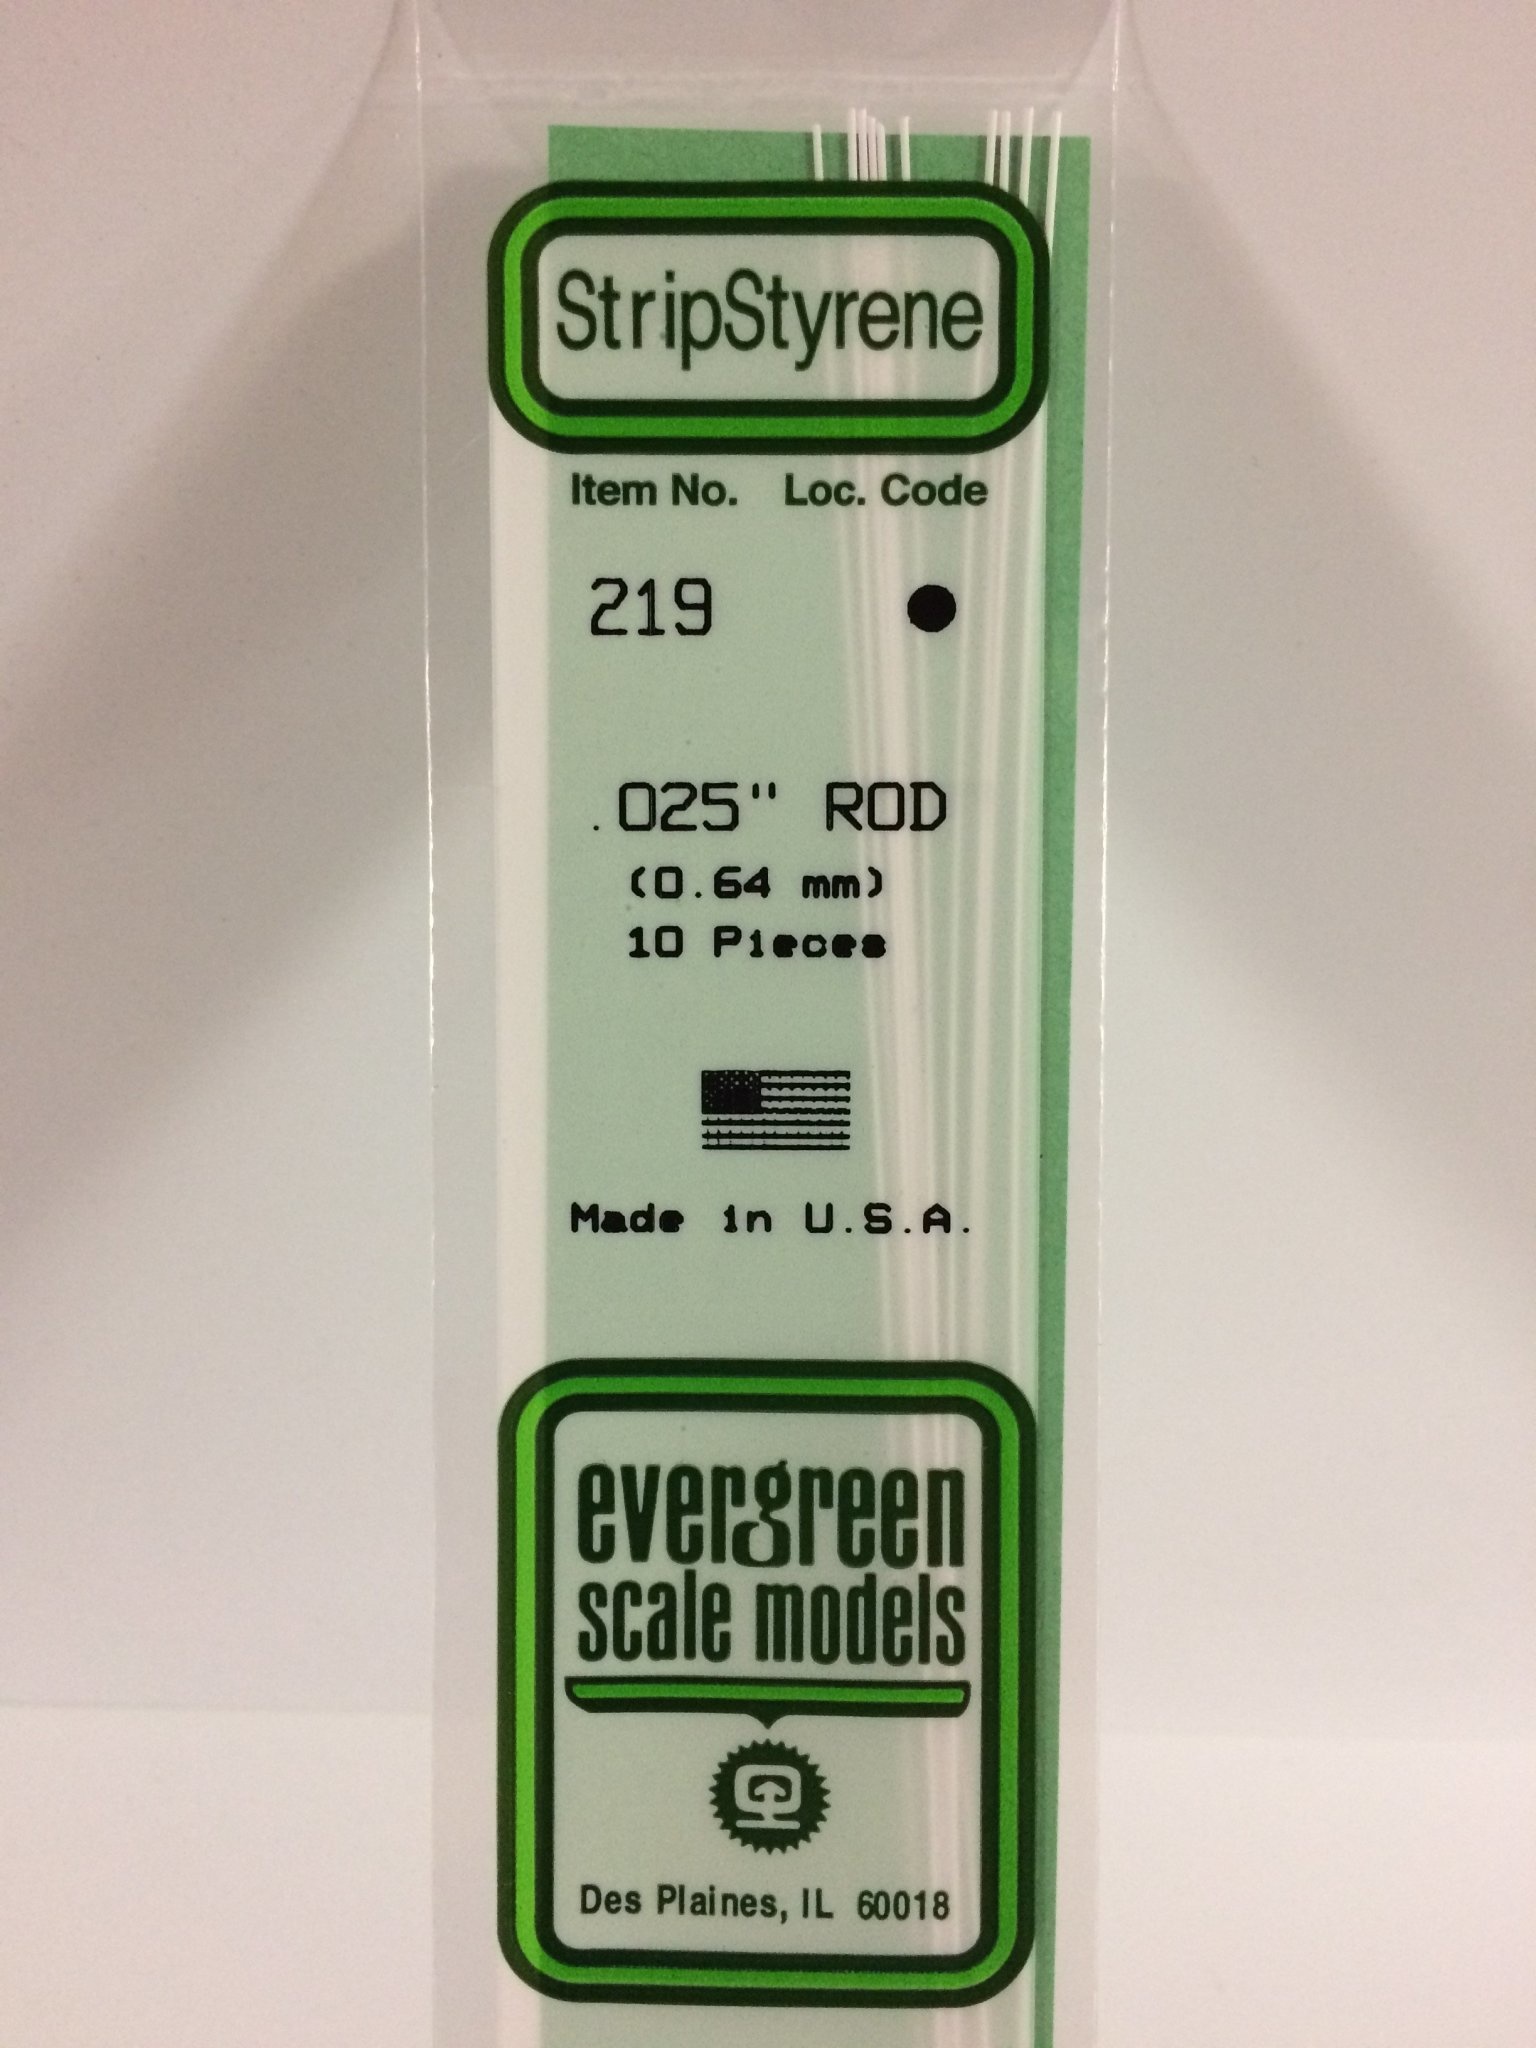 StripStyrene
Item No. Loc. Code
219 ●
.025" ROD
(0.64 mm)
10 Pieces
Made in U.S.A.
evergreen
scale models
Des Plaines, IL 60018